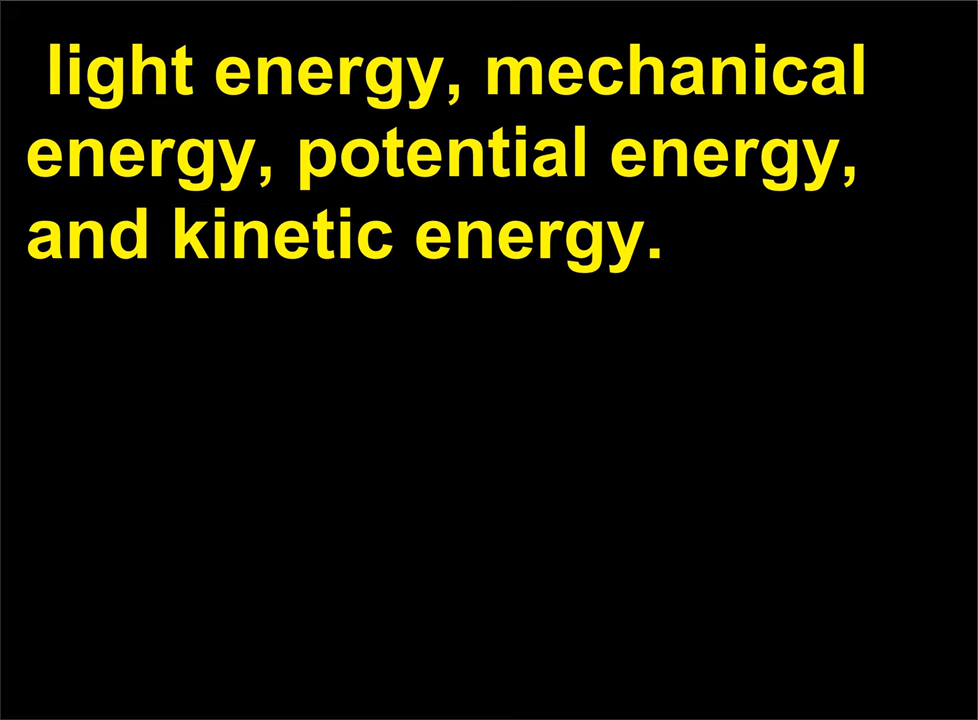 light energy, mechanical
energy, potential energy,
and kinetic energy.